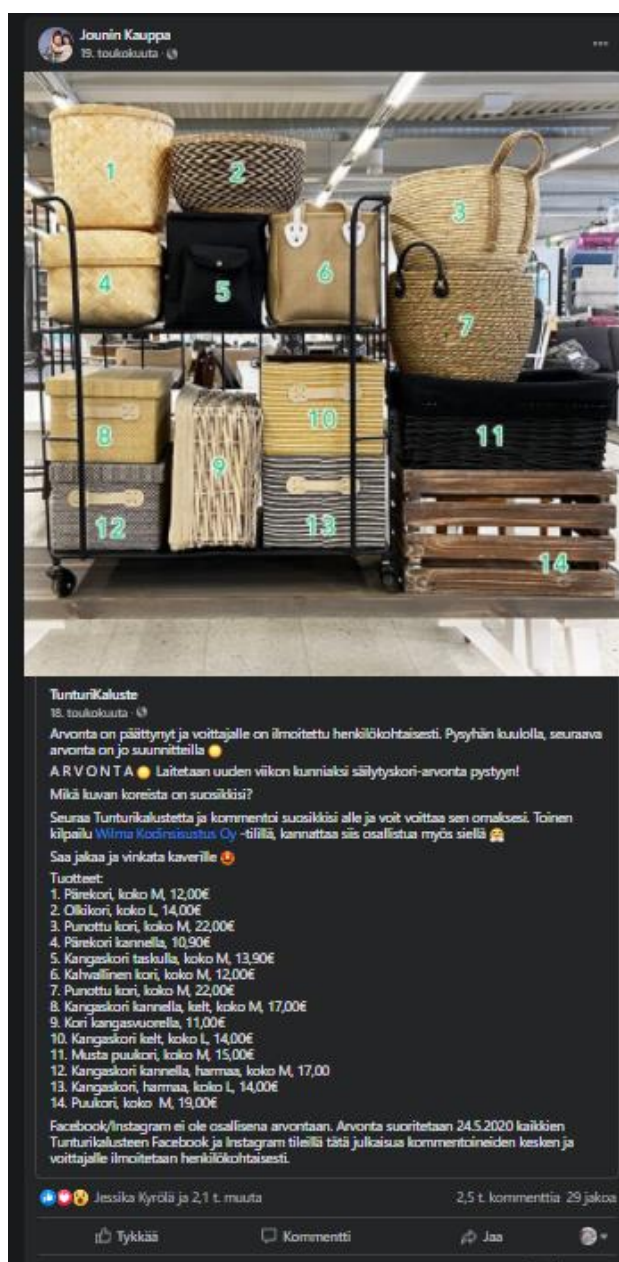 Jounin Kauppa
19. toukokuuta
1
2
3
4
5
6
7
8
9
10
11
12
13
14
TunturiKaluste
18. toukokuuta
Arvonta on päättynyt ja voittajalle on ilmoitettu henkilökohtaisesti. Pysyhän kuulolla, seuraava
arvonta on jo suunnitteilla
A R V O N T A Laitetaan uuden viikon kunniaksi säilytyskori-arvonta pystyyn!
Mikä kuvan koreista on suosikkisi?
Seuraa Tunturikalustetta ja kommentoi suosikkisi alle ja voit voittaa sen omaksesi. Toinen
kilpailu Wilma Kodinsisustus Oy -tilillä, kannattaa siis osallistua myös siellä
Saa jakaa ja vinkata kaverille
Tuotteet:
1. Pärekori, koko M, 12,00€
2. Olkikori, koko L, 14,00€
3. Punottu kori, koko M, 22,00€
4. Pärekori kannella, 10,90€
5. Kangaskori taskulla, koko M, 13,90€
6. Kahvallinen kori, koko M, 12,00€
7. Punottu kori, koko M, 22,00€
8. Kangaskori kannella, kelt, koko M, 17,00€
9. Kori kangasvuorella, 11,00€
10. Kangaskori kelt, koko L, 14,00€
11. Musta puukori, koko M, 15,00€
12. Kangaskori kannella, harmaa, koko M, 17,00
13. Kangaskori, harmaa, koko L, 14,00€
14. Puukori, koko M, 19,00€
Facebook/Instagram ei ole osallisena arvontaan. Arvonta suoritetaan 24.5.2020 kaikkien
Tunturikalusteen Facebook ja Instagram tileillä tätä julkaisua kommentoineiden kesken ja
voittajalle ilmoitetaan henkilökohtaisesti.
Jessika Kyrölä ja 2,1 t. muuta 2,5 t. kommenttia 29 jakoa
Tykkää Kommentti Jaa